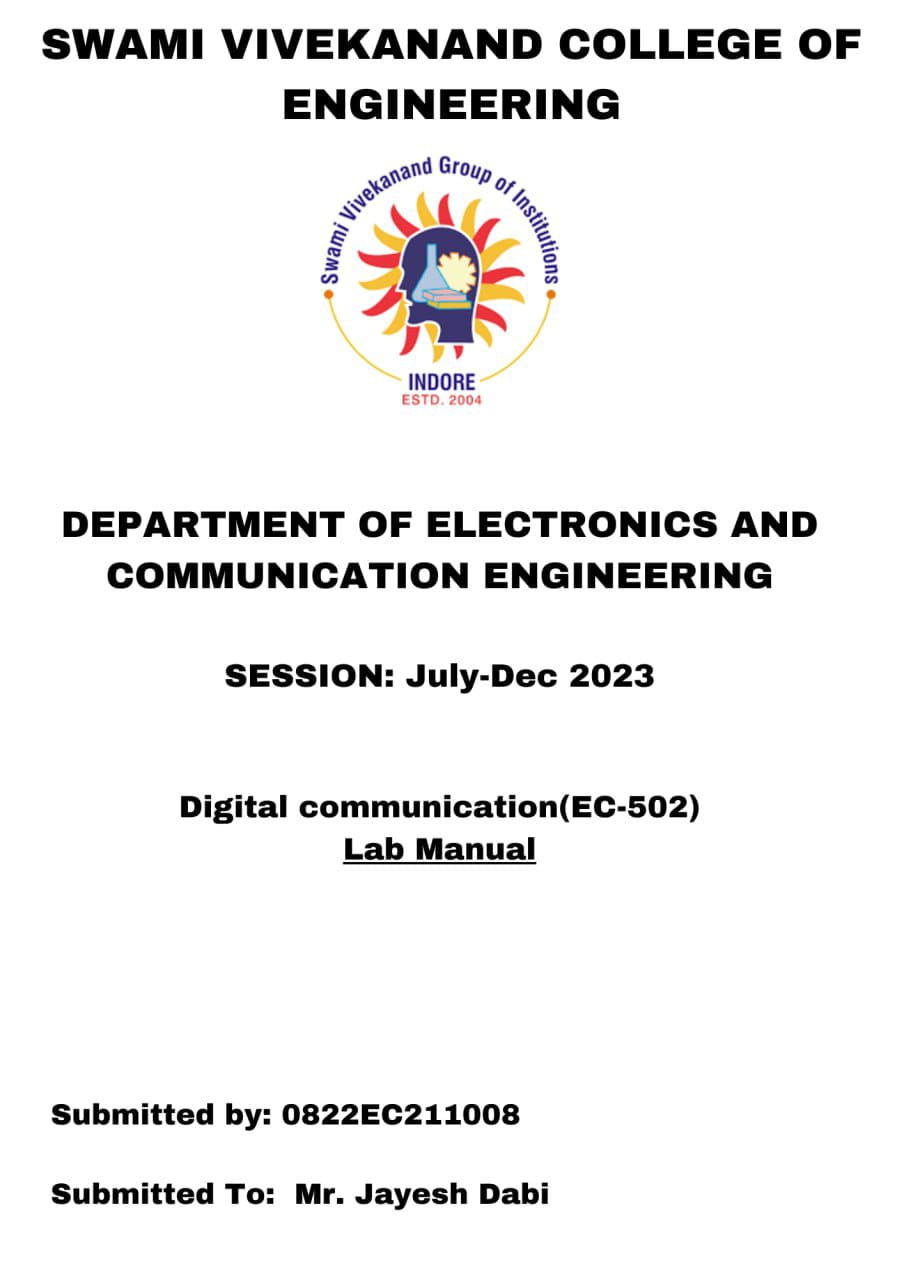 SWAMI VIVEKANAND COLLEGE OF
ENGINEERING
Swami Vivekanand Group of Institutions
INDORE
ESTD. 2004
DEPARTMENT OF ELECTRONICS AND
COMMUNICATION ENGINEERING
SESSION: July-Dec 2023
Digital communication(EC-502)
Lab Manual
Submitted by: 0822EC211008
Submitted To:  Mr. Jayesh Dabi